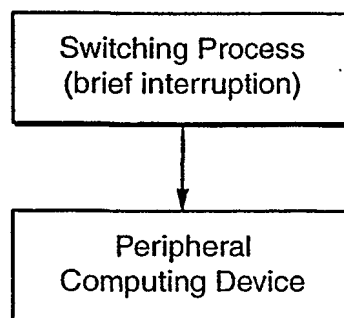 Switching Process
(brief interruption)
Peripheral
Computing Device